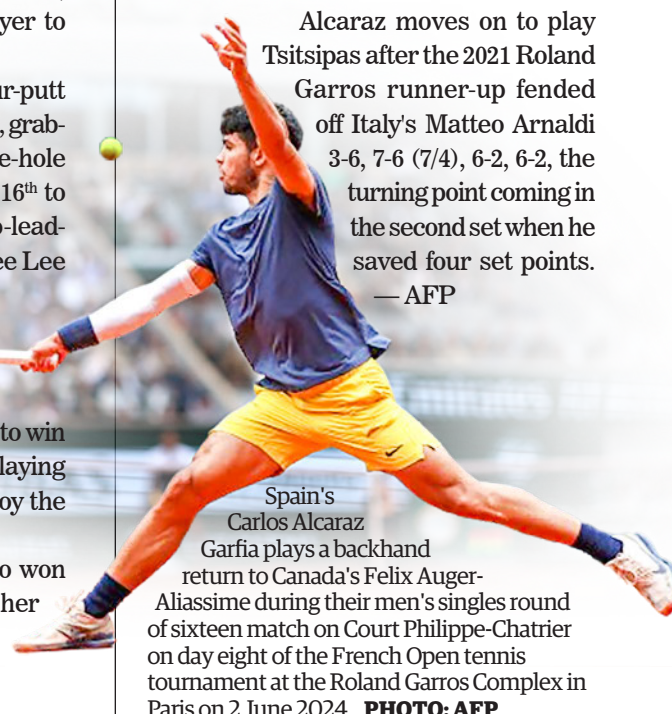 yer to
ur-putt
, grab-
e-hole
16th to
o-lead-
ee Lee
to win
laying
oy the
o won
her
Alcaraz moves on to play
Tsitsipas after the 2021 Roland
Garros runner-up fended
off Italy's Matteo Arnaldi
3-6, 7-6 (7/4), 6-2, 6-2, the
turning point coming in
the second set when he
saved four set points.
— AFP
Spain's
Carlos Alcaraz
Garfia plays a backhand
return to Canada's Felix Auger-
Aliassime during their men's singles round
of sixteen match on Court Philippe-Chatrier
on day eight of the French Open tennis
tournament at the Roland Garros Complex in
Paris on 2 June 2024. PHOTO: AFP